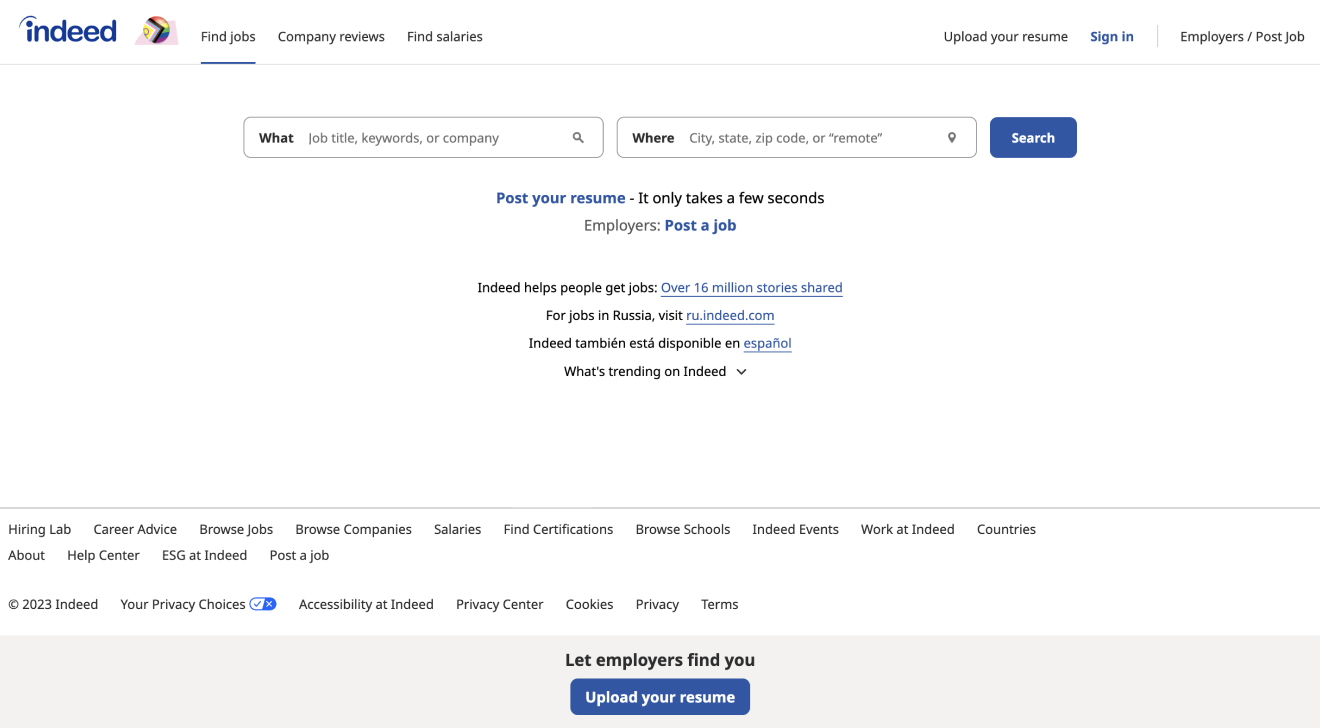 indeed
Find jobs Company reviews Find salaries Upload your resume Sign in Employers / Post Job
What Job title, keywords, or company Where City, state, zip code, or “remote” Search
Post your resume - It only takes a few seconds
Employers: Post a job
Indeed helps people get jobs: Over 16 million stories shared
For jobs in Russia, visit ru.indeed.com
Indeed también está disponible en español
What's trending on Indeed
Hiring Lab Career Advice Browse Jobs Browse Companies Salaries Find Certifications Browse Schools Indeed Events Work at Indeed Countries
About Help Center ESG at Indeed Post a job
© 2023 Indeed Your Privacy Choices Accessibility at Indeed Privacy Center Cookies Privacy Terms
Let employers find you
Upload your resume